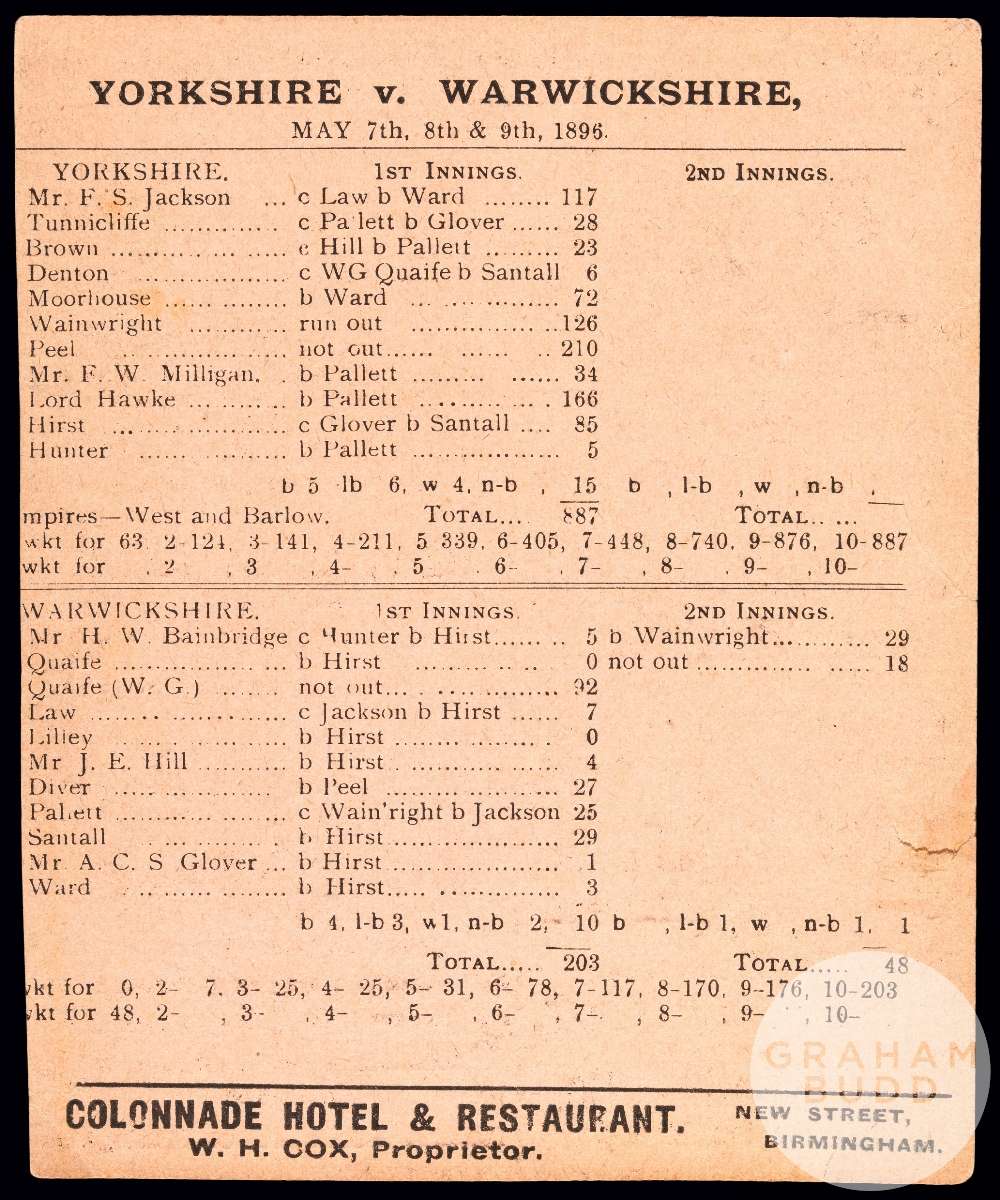 YORKSHIRE v. WARWICKSHIRE,
MAY 7th, 8th & 9th, 1896.
YORKSHIRE. 1ST INNINGS. 2ND INNINGS.
Mr. F. S. Jackson ... c Law b Ward ........ 117
Tunnicliffe ............. c Pallett b Glover ...... 28
Brown ................... c Hill b Pallett ......... 23
Denton ................. c WG Quaife b Santall 6
Moorhouse ............... b Ward ................. 72
Wainwright ............ run out ................. 126
Peel ................. not out............... 210
Mr. F. W. Milligan. . b Pallett ............... 34
Lord Hawke ............ b Pallett ............. 166
Hirst .................. c Glover b Santall .... 85
Hunter ................. b Pallett .................. 5
b 5 lb 6, w 4, n-b , 15 b , l-b , w , n-b ,
mpires—West and Barlow. TOTAL.... 887 TOTAL.. ...
wkt for 63, 2-124, 3-141, 4-211, 5 339, 6-405, 7-448, 8-740, 9-876, 10-887
wkt for , 2 , 3 , 4- , 5 , 6- , 7- , 8- , 9- , 10-
WARWICKSHIRE. 1ST INNINGS. 2ND INNINGS.
Mr H. W. Bainbridge c Hunter b Hirst......... 5 b Wainwright............ 29
Quaife .................. b Hirst ............... 0 not out ................ 18
Quaife (W. G.) ........ not out................. 92
Law ...................... c Jackson b Hirst ...... 7
Lilley .................. b Hirst ................ 0
Mr J. E. Hill ........... b Hirst ................. 4
Diver .................. b Peel .................. 27
Pallett ................. c Wain'right b Jackson 25
Santall ................ b Hirst.................... 29
Mr A. C. S Glover ... b Hirst.................... 1
Ward .................. b Hirst................... 3
b 4, l-b 3, w1, n-b 2, 10 b , l-b 1, w , n-b 1, 1
TOTAL..... 203 TOTAL..... 48
wkt for 0, 2- 7, 3- 25, 4- 25, 5- 31, 6- 78, 7-117, 8-170, 9-176, 10-203
wkt for 48, 2- , 3- , 4- , 5- , 6- , 7- , 8- , 9- , 10-
COLONNADE HOTEL & RESTAURANT. NEW STREET,
W. H. COX, Proprietor. BIRMINGHAM.
GRAHAM
BUDD